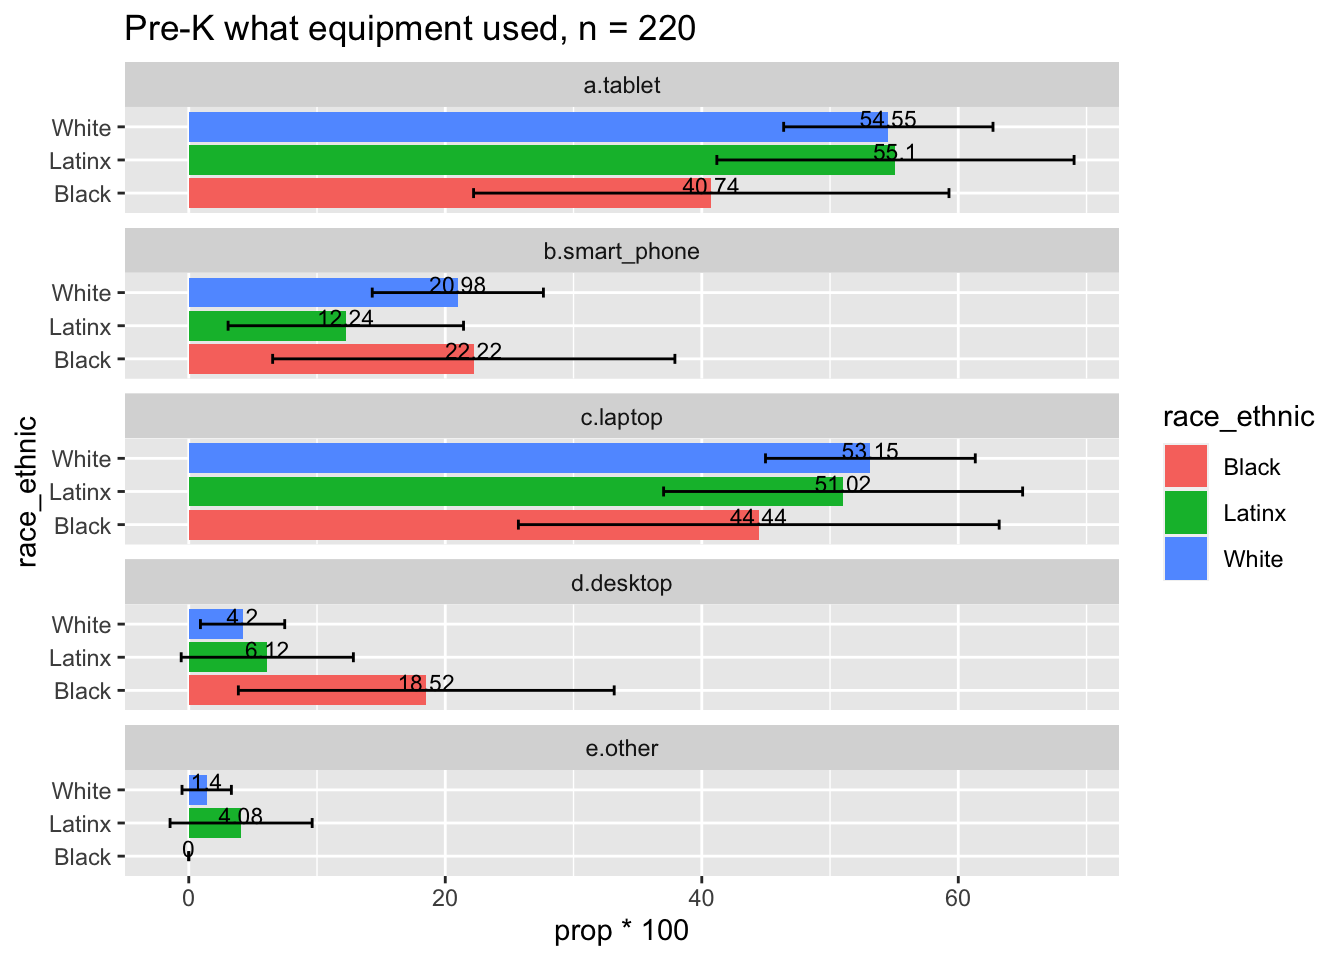 Pre-K what equipment used, n = 220
a.tablet
White 54.55
Latinx 55.1
Black 40.74
b.smart_phone
White 20.98
Latinx 12.24
Black 22.22
c.laptop
White 53.15
Latinx 51.02
Black 44.44
d.desktop
White 4.2
Latinx 6.12
Black 18.52
e.other
White 1.4
Latinx 4.08
Black 0
0 20 40 60
prop * 100
race_ethnic
race_ethnic
Black
Latinx
White